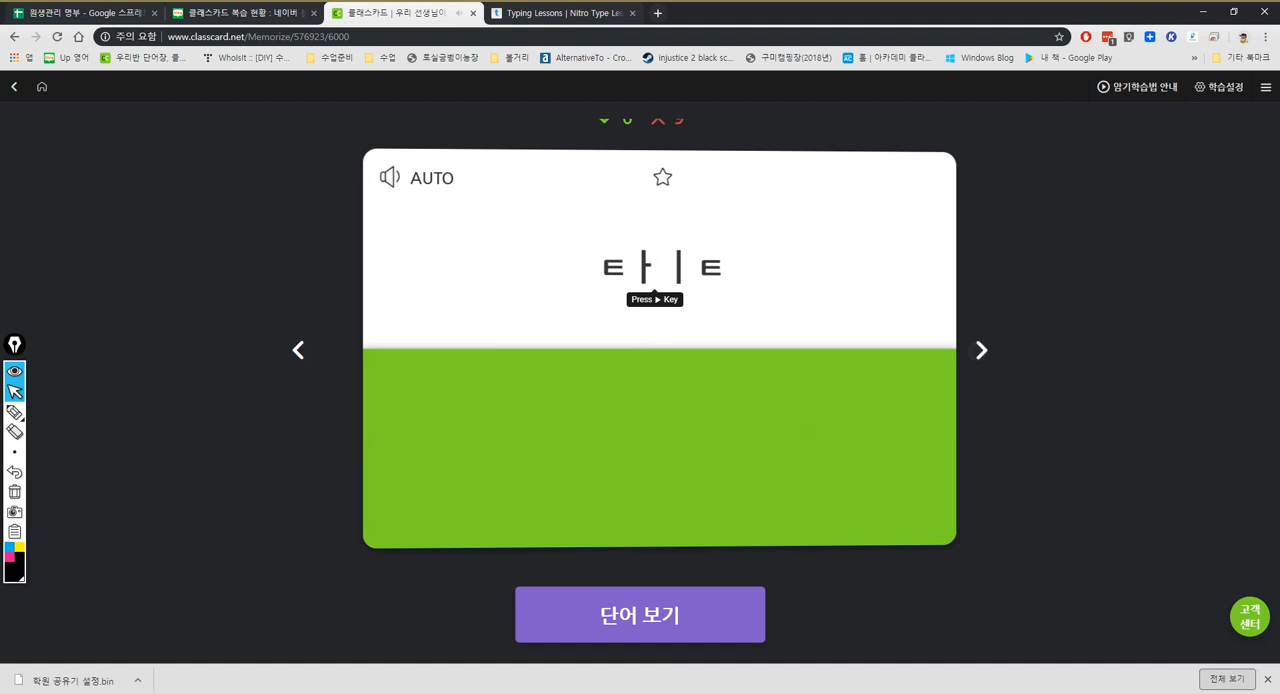 원생관리 명부 - Google 스프레
클래스카드 복습 현황 : 네이버
클래스카드 | 우리 선생님이
Typing Lessons | Nitro Type Les
주의 요함 | www.classcard.net/Memorize/576923/6000
앱
Up 영어
우리반 단어장, 클...
WhoIst :: [DIY] 수...
수업준비
수업
토실굼벵이농장
볼거리
AlternativeTo - Cro...
injustice 2 black sc...
구미캠핑장(2018년)
홈 | 아카데미 클라...
Windows Blog
내 책 - Google Play
»
기타 북마크
암기학습법 안내
학습설정
AUTO
ㅌ ㅏ ㅣ ㅌ
Press ▶ Key
단어 보기
고객
센터
학원 공유기 설정.bin
전체 보기